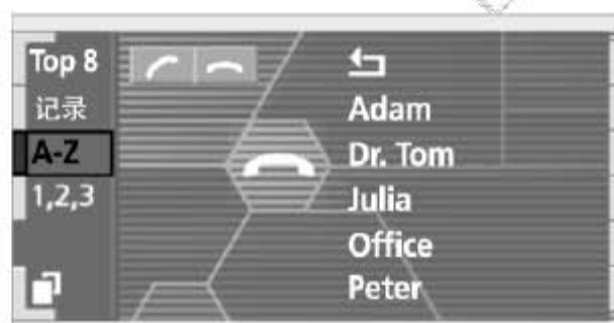 Top 8
记录
A-Z
1,2,3
Adam
Dr. Tom
Julia
Office
Peter